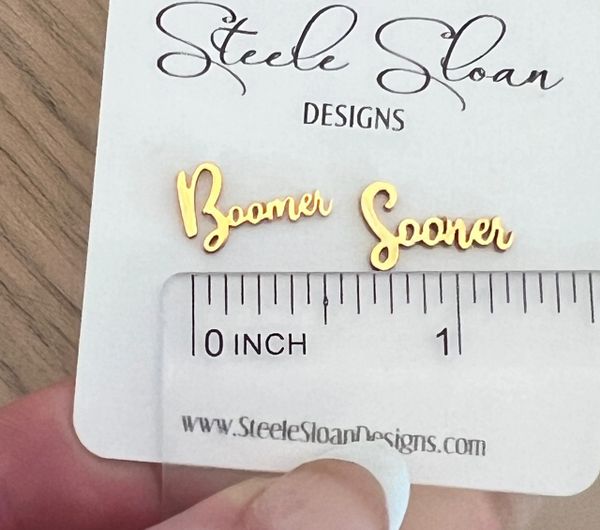 Steele Sloan
DESIGNS
Boomer Sooner
0 INCH 1
www.SteeleSloanDesigns.com